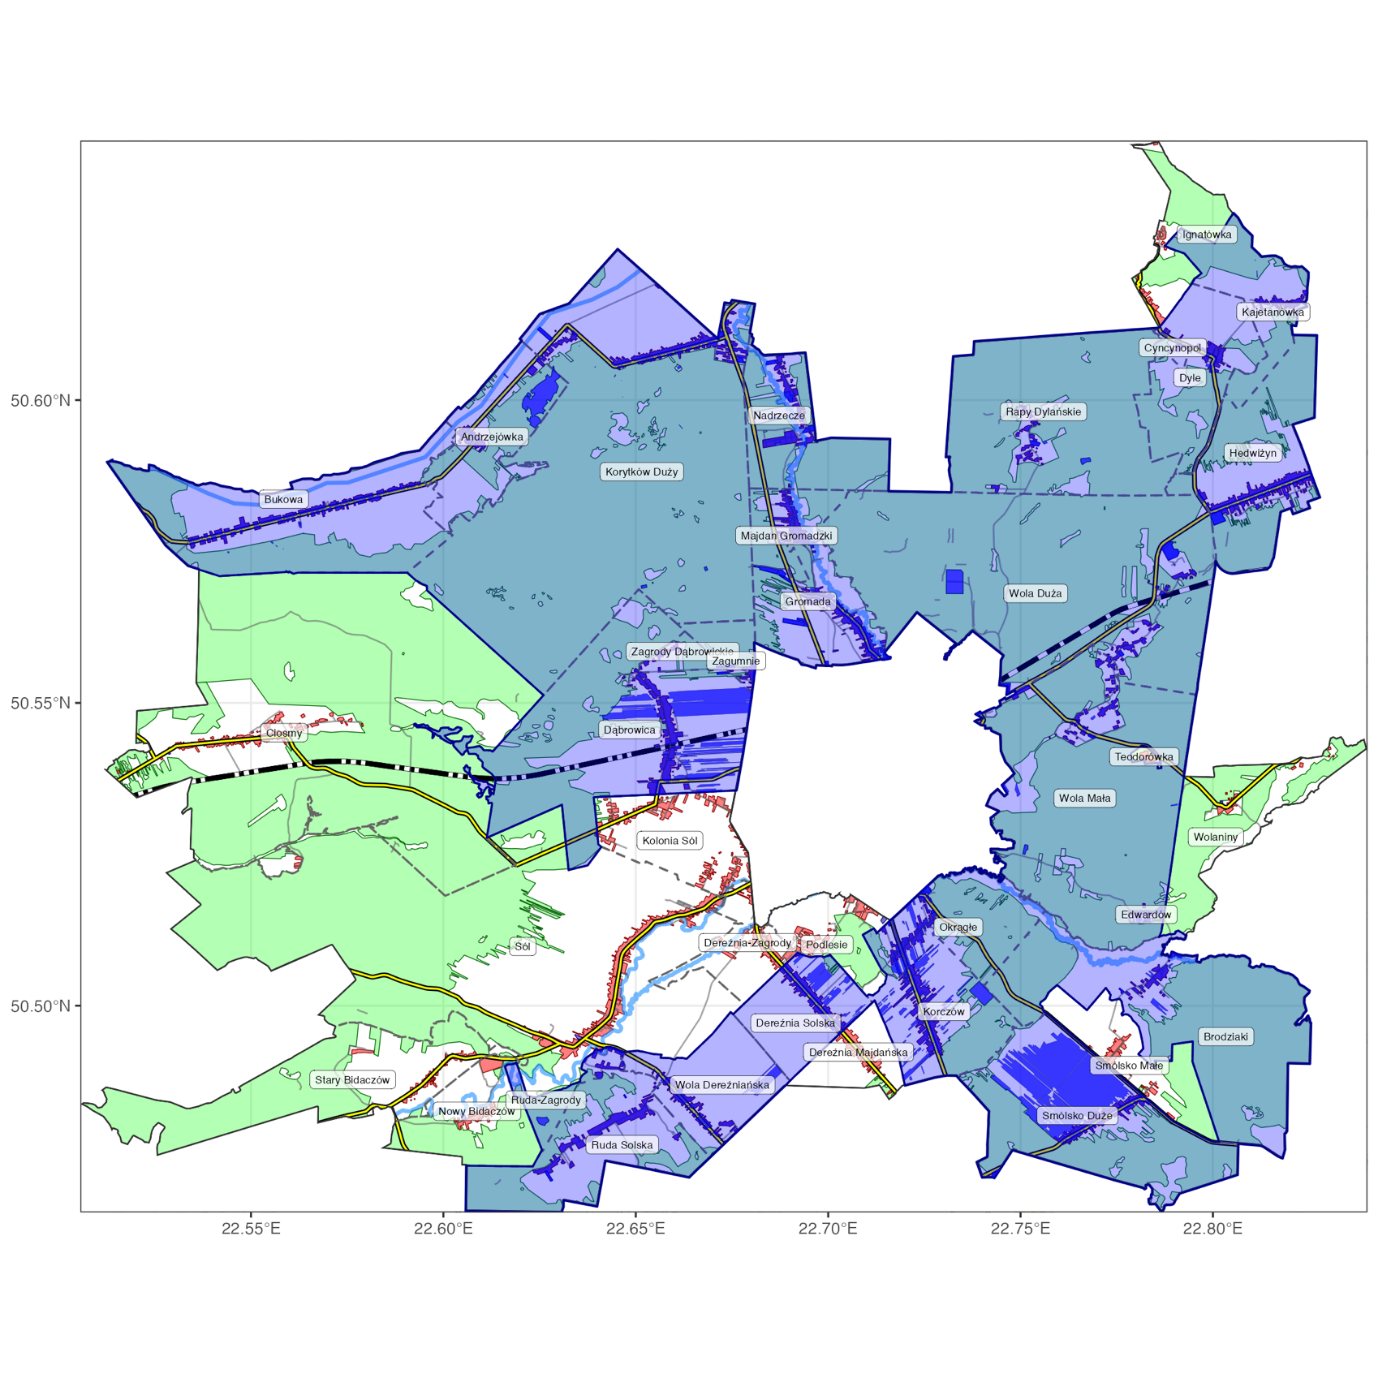 Ignatówka
Kajetanówka
Cyncynopol
Dyle
50.60°N
Rapy Dylańskie
Nadrzecze
Andrzejówka
Hedwiżyn
Korytków Duży
Bukowa
Majdan Gromadzki
Wola Duża
Gromada
Zagrody Dąbrowickie
Zagumnie
50.55°N
Dąbrowica
Ciosmy
Teodorówka
Wola Mała
Wolaniny
Kolonia Sól
Edwardów
Okrągłe
Dereźnia-Zagrody
Podlesie
Sól
50.50°N
Korczów
Dereźnia Solska
Brodziaki
Dereźnia Majdańska
Smólsko Małe
Stary Bidaczów
Wola Dereźniańska
Ruda-Zagrody
Nowy Bidaczów
Smólsko Duże
Ruda Solska
22.55°E
22.60°E
22.65°E
22.70°E
22.75°E
22.80°E